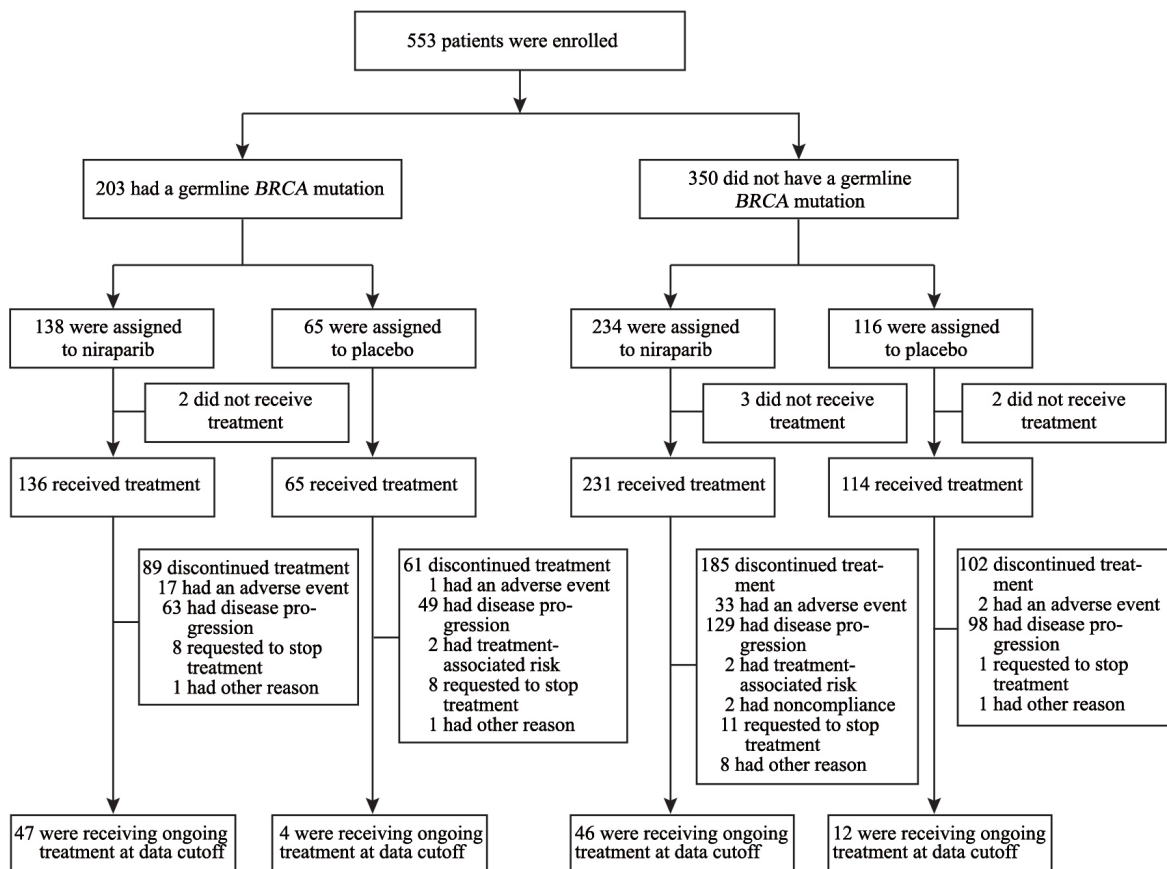 553 patients were enrolled
203 had a germline BRCA mutation
350 did not have a germline
BRCA mutation
138 were assigned
to niraparib
65 were assigned
to placebo
234 were assigned
to niraparib
116 were assigned
to placebo
2 did not receive
treatment
3 did not receive
treatment
2 did not receive
treatment
136 received treatment
65 received treatment
231 received treatment
114 received treatment
89 discontinued treatment
17 had an adverse event
63 had disease pro-
gression
8 requested to stop
treatment
1 had other reason
61 discontinued treatment
1 had an adverse event
49 had disease pro-
gression
2 had treatment-
associated risk
8 requested to stop
treatment
1 had other reason
185 discontinued treat-
ment
33 had an adverse event
129 had disease pro-
gression
2 had treatment-
associated risk
2 had noncompliance
11 requested to stop
treatment
8 had other reason
102 discontinued treat-
ment
2 had an adverse event
98 had disease pro-
gression
1 requested to stop
treatment
1 had other reason
47 were receiving ongoing
treatment at data cutoff
4 were receiving ongoing
treatment at data cutoff
46 were receiving ongoing
treatment at data cutoff
12 were receiving ongoing
treatment at data cutoff